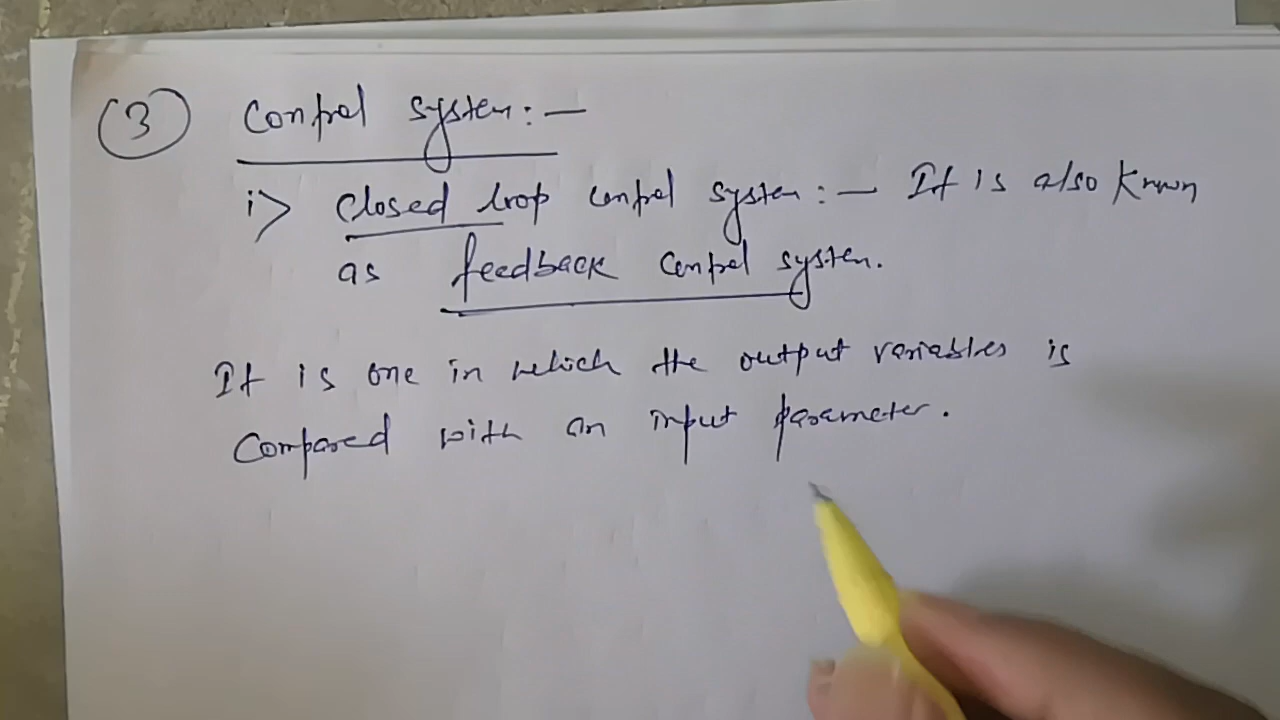 (3) Control system:-
i> closed loop control system:- It is also known
as feedback control system.
It is one in which the output variables is
compared with an input parameter.